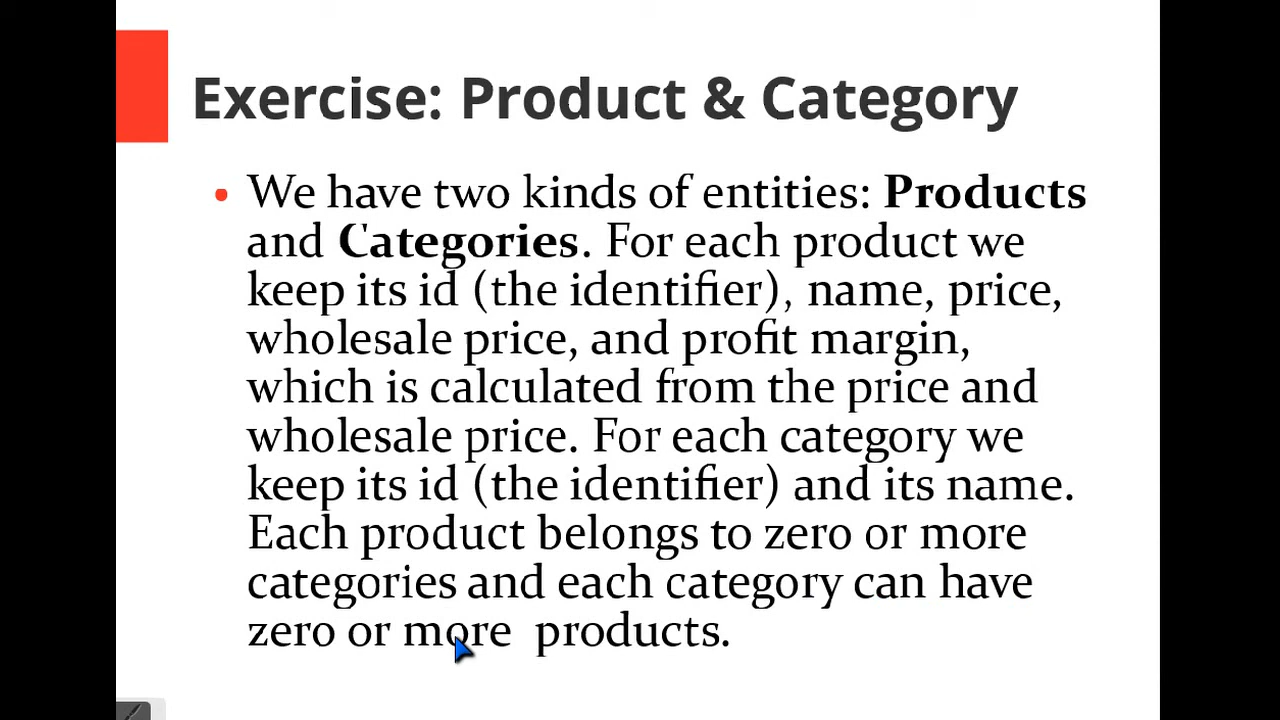 Exercise: Product & Category
• We have two kinds of entities: Products
and Categories. For each product we
keep its id (the identifier), name, price,
wholesale price, and profit margin,
which is calculated from the price and
wholesale price. For each category we
keep its id (the identifier) and its name.
Each product belongs to zero or more
categories and each category can have
zero or more  products.